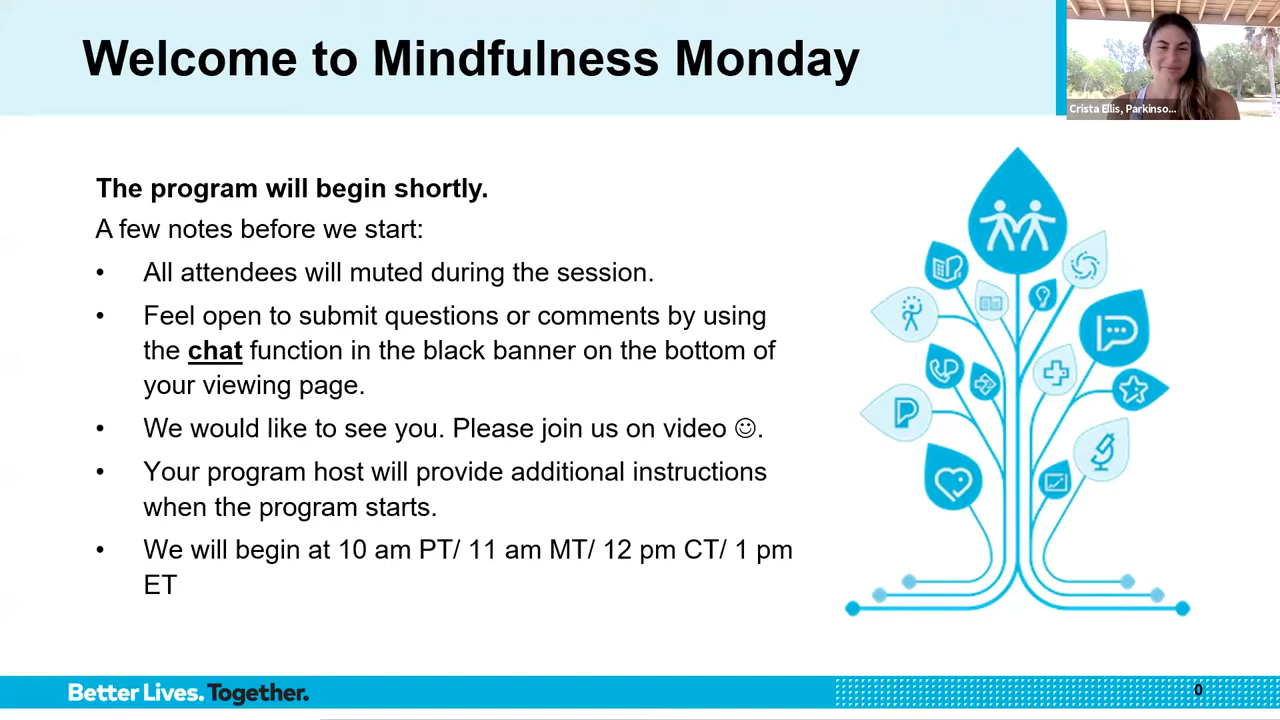 Welcome to Mindfulness Monday
Crista Ellis, Parkinso...
The program will begin shortly.
A few notes before we start:
• All attendees will muted during the session.
• Feel open to submit questions or comments by using
the chat function in the black banner on the bottom of
your viewing page.
• We would like to see you. Please join us on video ☺.
• Your program host will provide additional instructions
when the program starts.
• We will begin at 10 am PT/ 11 am MT/ 12 pm CT/ 1 pm
ET
Better Lives. Together.
0